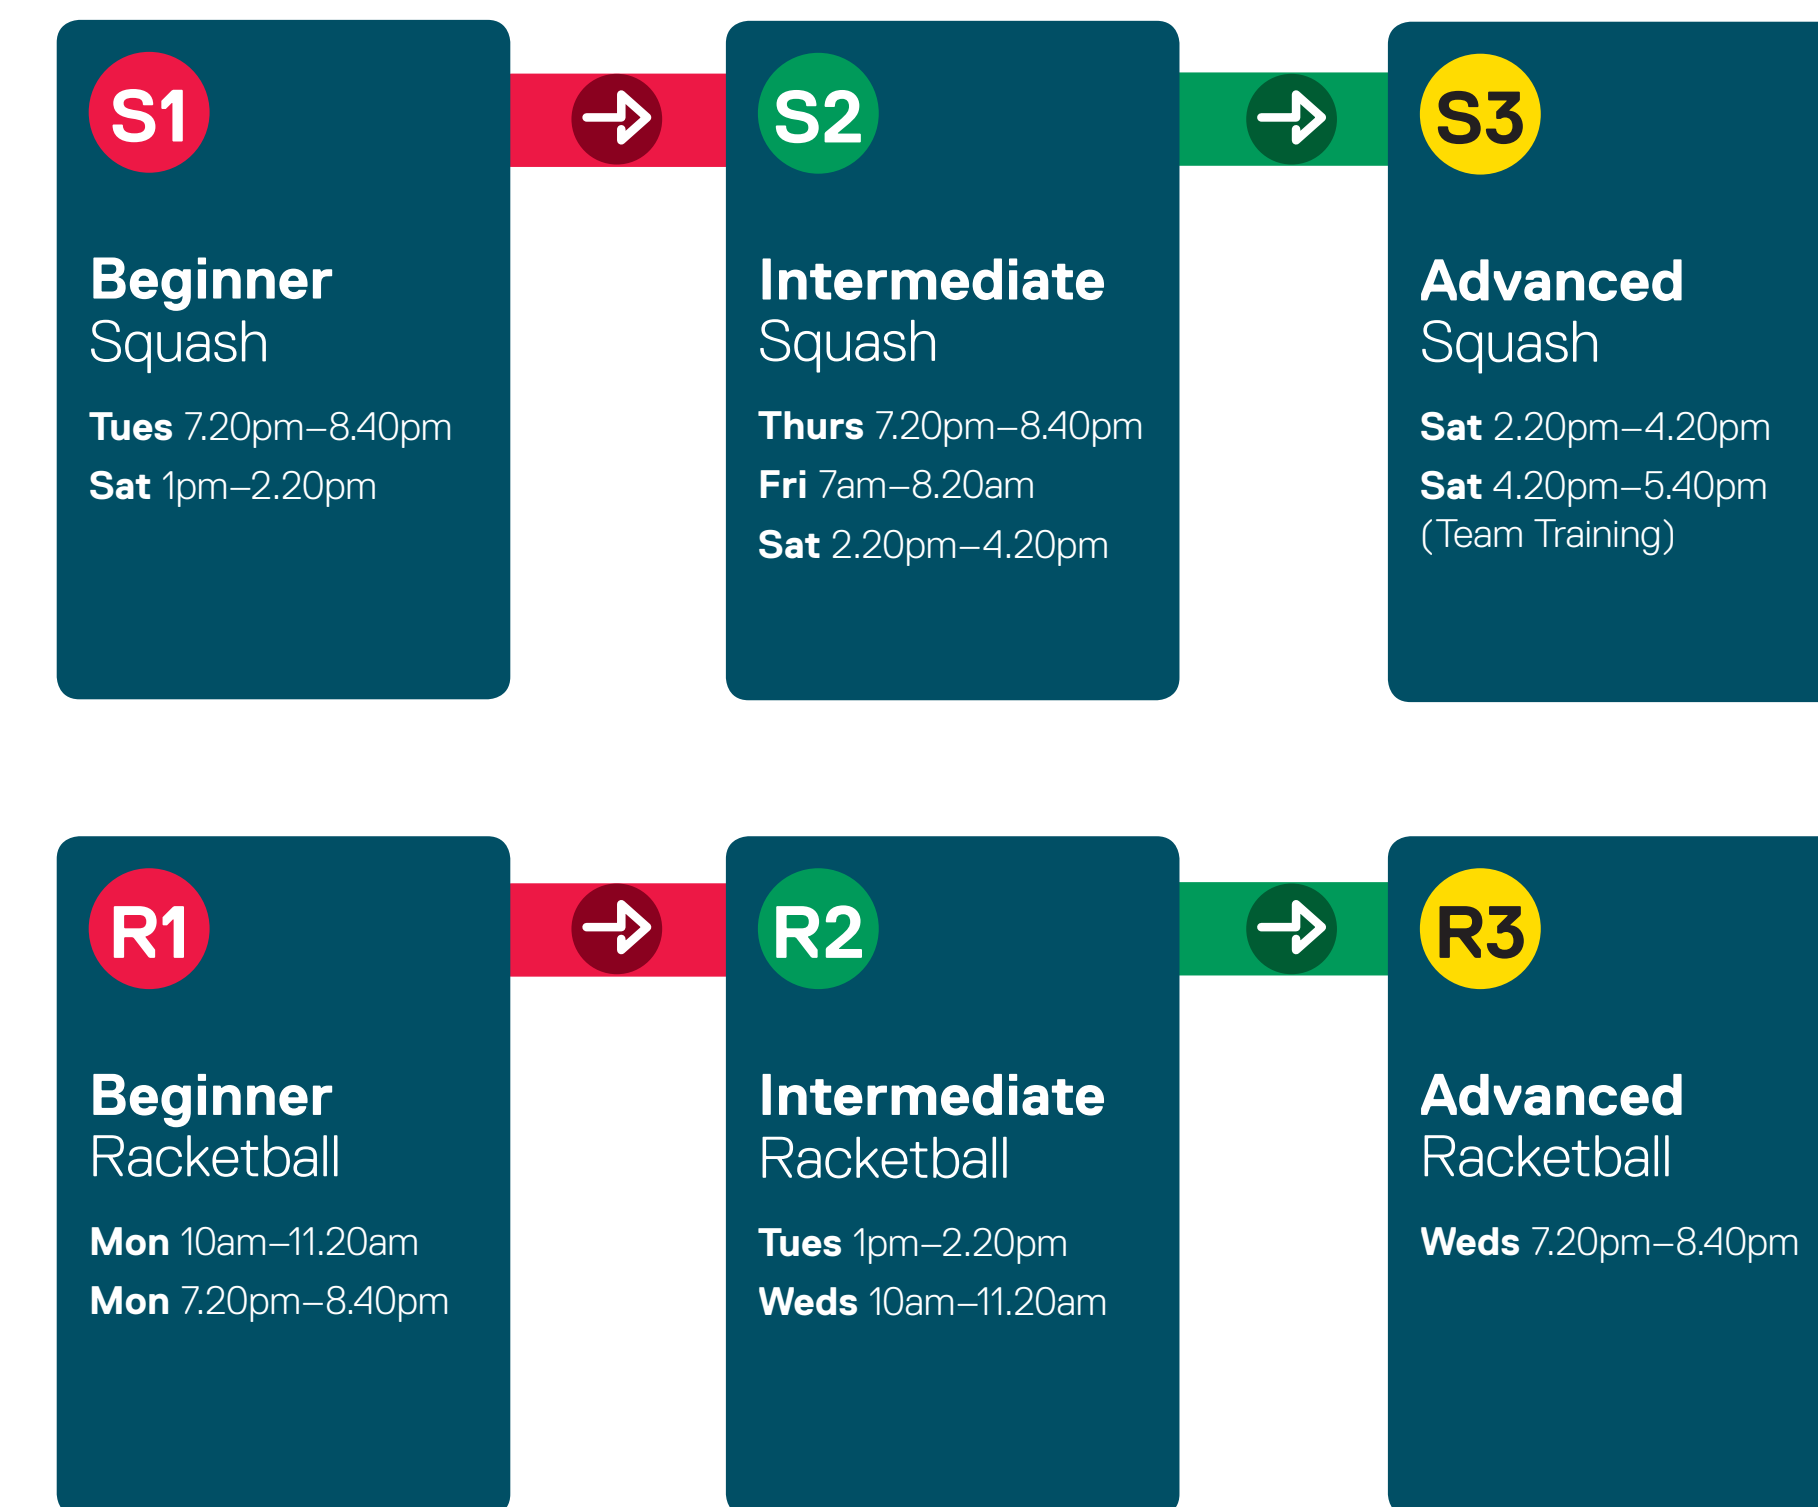 S1
Beginner
Squash
Tues 7.20pm–8.40pm
Sat 1pm–2.20pm
S2
Intermediate
Squash
Thurs 7.20pm–8.40pm
Fri 7am–8.20am
Sat 2.20pm–4.20pm
S3
Advanced
Squash
Sat 2.20pm–4.20pm
Sat 4.20pm–5.40pm
(Team Training)
R1
Beginner
Racketball
Mon 10am–11.20am
Mon 7.20pm–8.40pm
R2
Intermediate
Racketball
Tues 1pm–2.20pm
Weds 10am–11.20am
R3
Advanced
Racketball
Weds 7.20pm–8.40pm